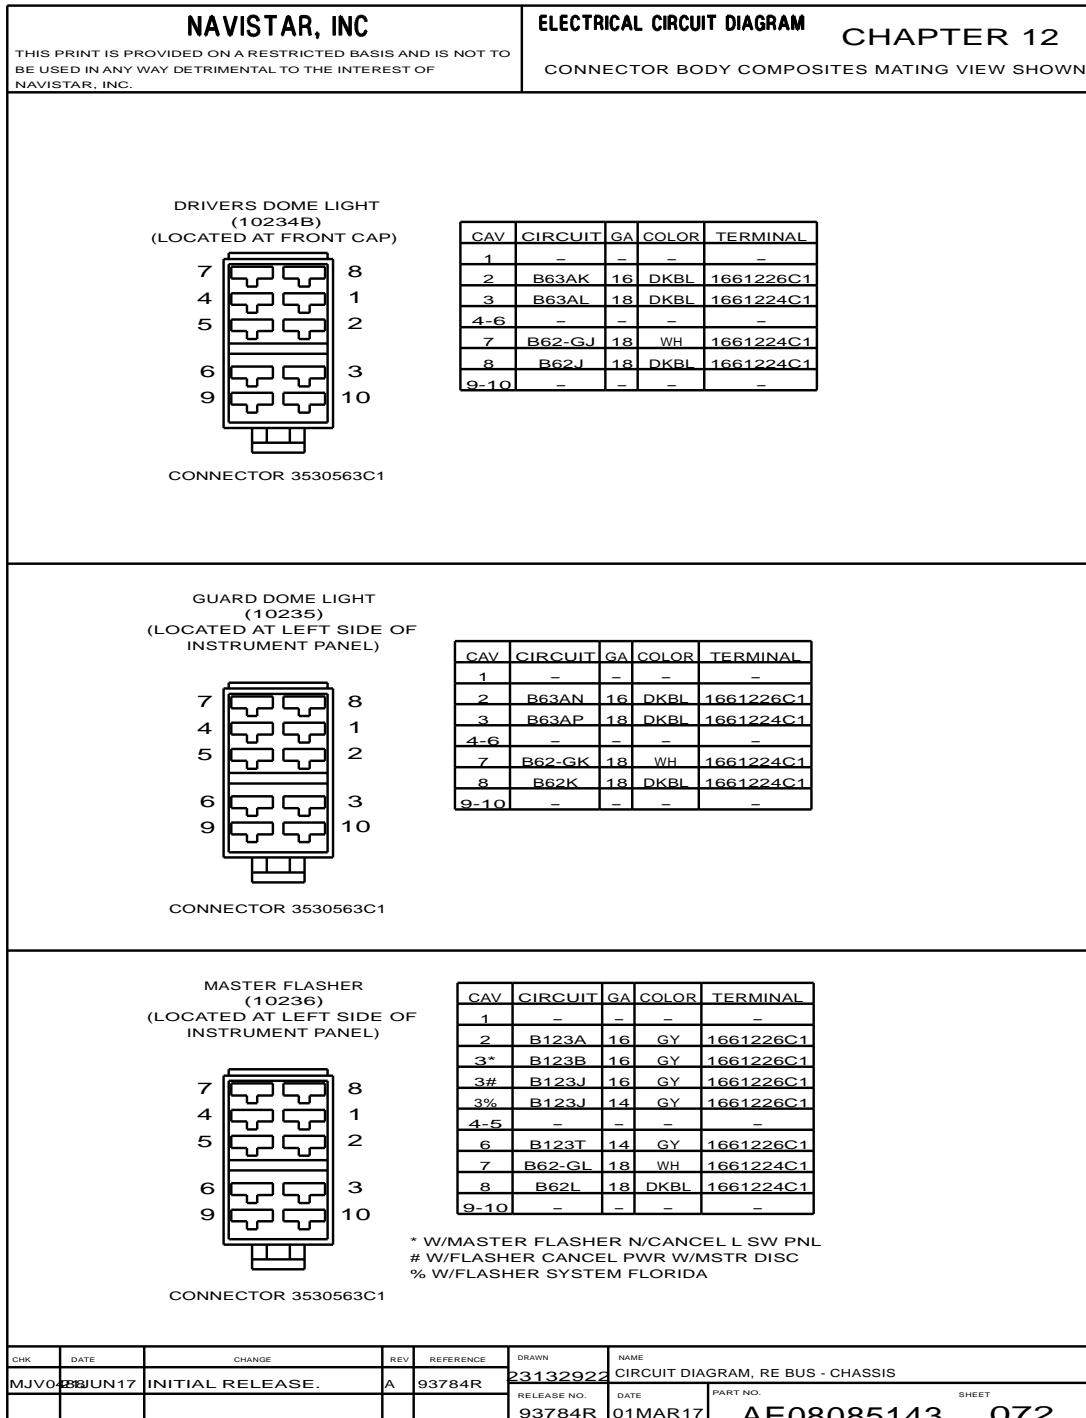 NAVISTAR, INC
THIS PRINT IS PROVIDED ON A RESTRICTED BASIS AND IS NOT TO
BE USED IN ANY WAY DETRIMENTAL TO THE INTEREST OF
NAVISTAR, INC.
ELECTRICAL CIRCUIT DIAGRAM
CHAPTER 12
CONNECTOR BODY COMPOSITES MATING VIEW SHOWN
DRIVERS DOME LIGHT
(10234B)
(LOCATED AT FRONT CAP)
7 8
4 1
5 2
6 3
9 10
CONNECTOR 3530563C1
CAV CIRCUIT GA COLOR TERMINAL
1 – – – –
2 B63AK 16 DKBL 1661226C1
3 B63AL 18 DKBL 1661224C1
4-6 – – – –
7 B62-GJ 18 WH 1661224C1
8 B62J 18 DKBL 1661224C1
9-10 – – – –
GUARD DOME LIGHT
(10235)
(LOCATED AT LEFT SIDE OF
INSTRUMENT PANEL)
7 8
4 1
5 2
6 3
9 10
CONNECTOR 3530563C1
CAV CIRCUIT GA COLOR TERMINAL
1 – – – –
2 B63AN 16 DKBL 1661226C1
3 B63AP 18 DKBL 1661224C1
4-6 – – – –
7 B62-GK 18 WH 1661224C1
8 B62K 18 DKBL 1661224C1
9-10 – – – –
MASTER FLASHER
(10236)
(LOCATED AT LEFT SIDE OF
INSTRUMENT PANEL)
7 8
4 1
5 2
6 3
9 10
CONNECTOR 3530563C1
CAV CIRCUIT GA COLOR TERMINAL
1 – – – –
2 B123A 16 GY 1661226C1
3* B123B 16 GY 1661226C1
3# B123J 16 GY 1661226C1
3% B123J 14 GY 1661226C1
4-5 – – – –
6 B123T 14 GY 1661226C1
7 B62-GL 18 WH 1661224C1
8 B62L 18 DKBL 1661224C1
9-10 – – – –
* W/MASTER FLASHER N/CANCEL L SW PNL
# W/FLASHER CANCEL PWR W/MSTR DISC
% W/FLASHER SYSTEM FLORIDA
CHK DATE CHANGE REV REFERENCE
INITIAL RELEASE. A 93784R
DRAWN
23132922
NAME
CIRCUIT DIAGRAM, RE BUS - CHASSIS
RELEASE NO.
93784R
DATE
01MAR17
PART NO.
AE08085143
SHEET
072